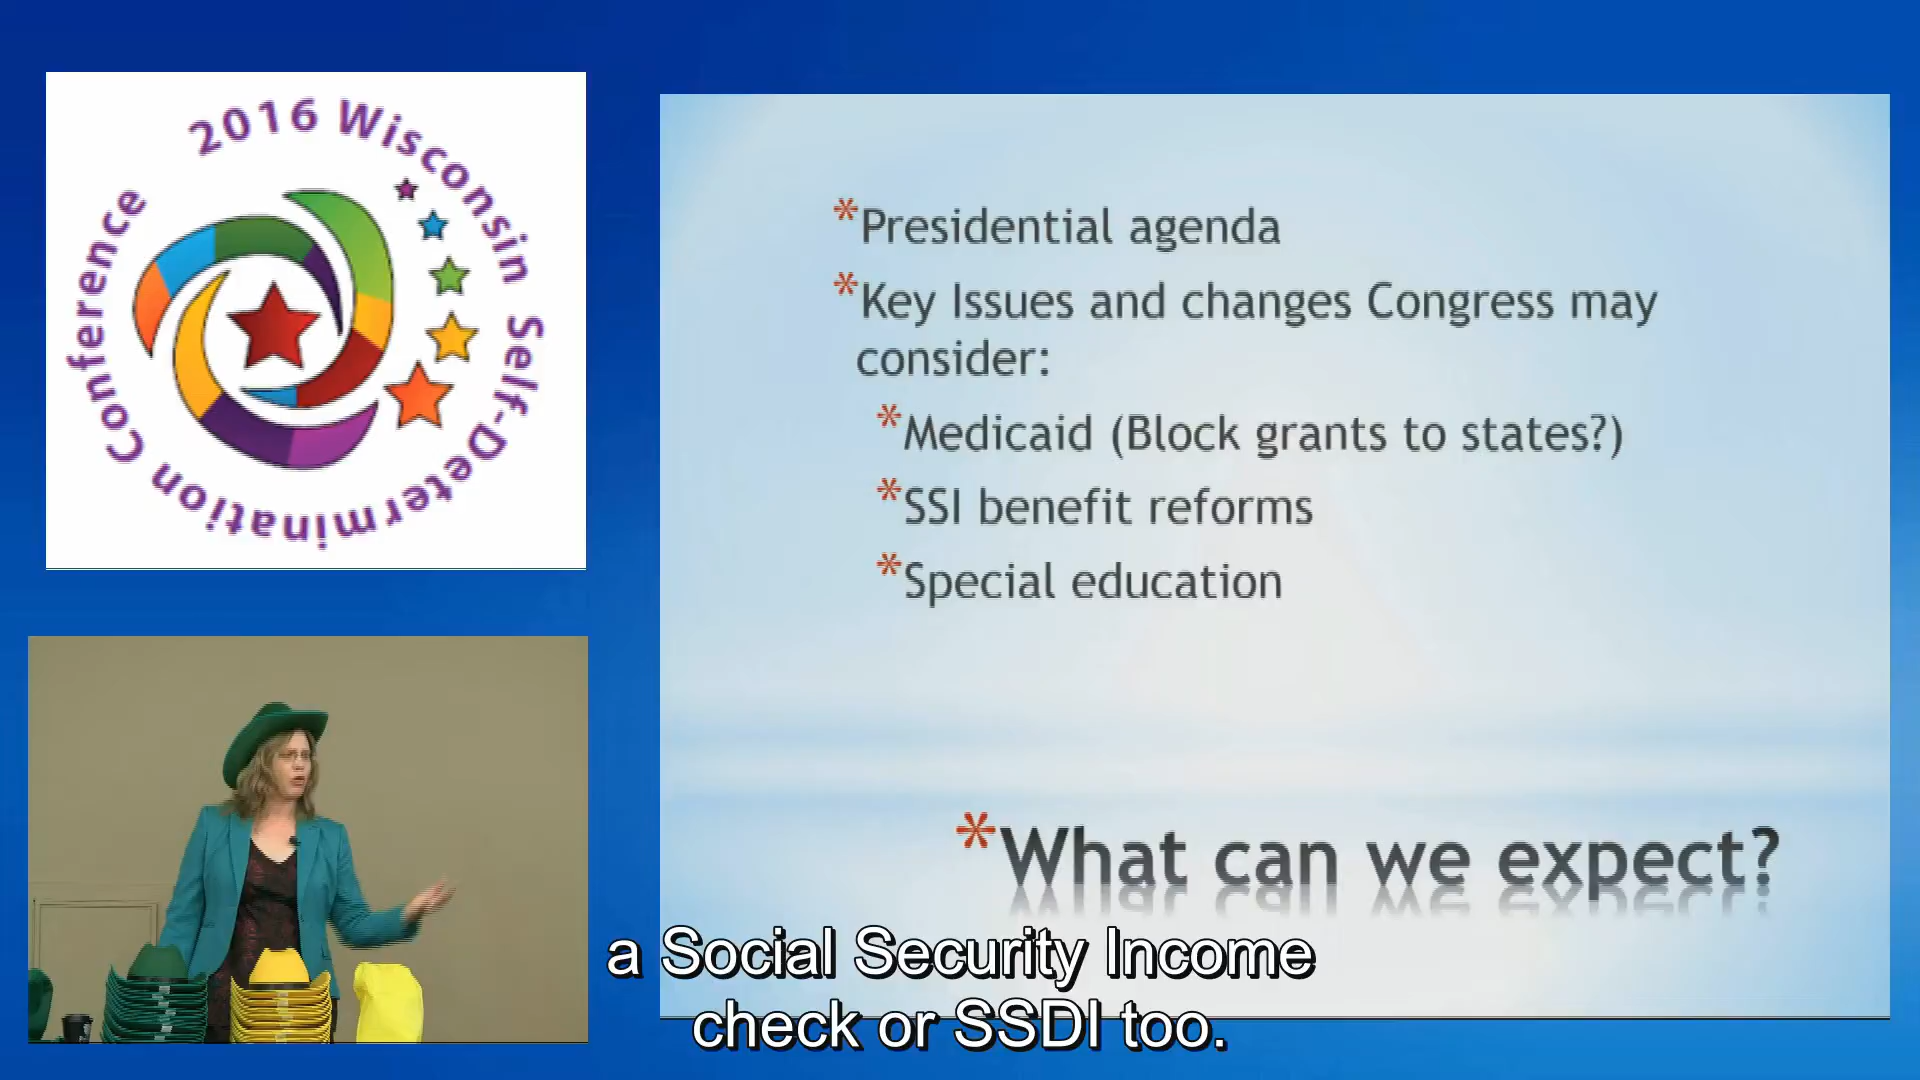 2016 Wisconsin Self-Determination Conference
*Presidential agenda
*Key Issues and changes Congress may
consider:
*Medicaid (Block grants to states?)
*SSI benefit reforms
*Special education
*What can we expect?
a Social Security Income
check or SSDI too.